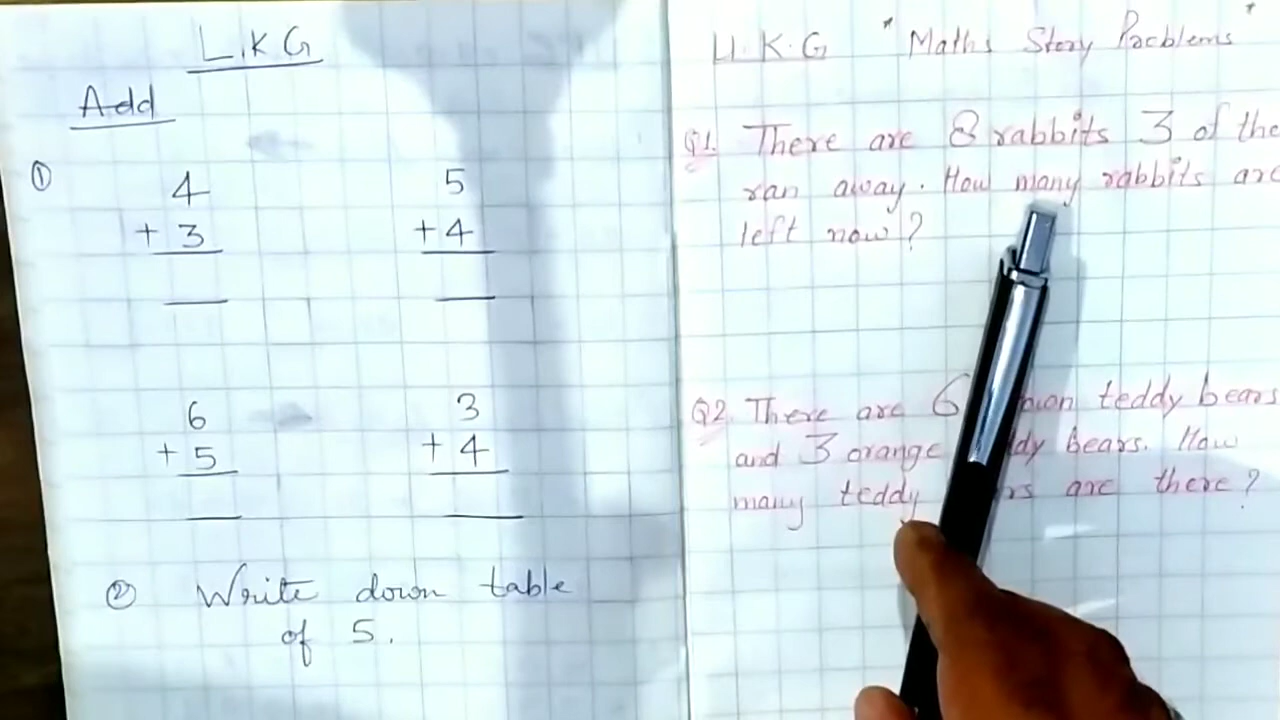 L.K G
Add
① 4 5
+ 3 + 4
6 3
+ 5 + 4
② Write down table
of 5.
U.K.G "Maths Story Problems"
Q1. There are 8 rabbits 3 of the
ran away. How many rabbits are
left now?
Q2. There are 6 teddy bears
and 3 orange bears. How
many teddy are there?